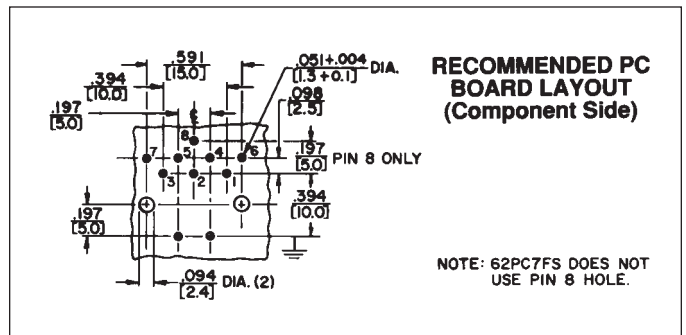 RECOMMENDED PC
BOARD LAYOUT
(Component Side)
.591
[15.0]
.051+.004
[1.3 +0.1] DIA.
.394
[10.0]
.098
[2.5]
.197
[5.0]
℄
8
7 5 4 6
.197
[5.0] PIN 8 ONLY
3 2 1
.394
[10.0]
.197
[5.0]
.094
[2.4] DIA. (2)
NOTE: 62PC7FS DOES NOT
USE PIN 8 HOLE.